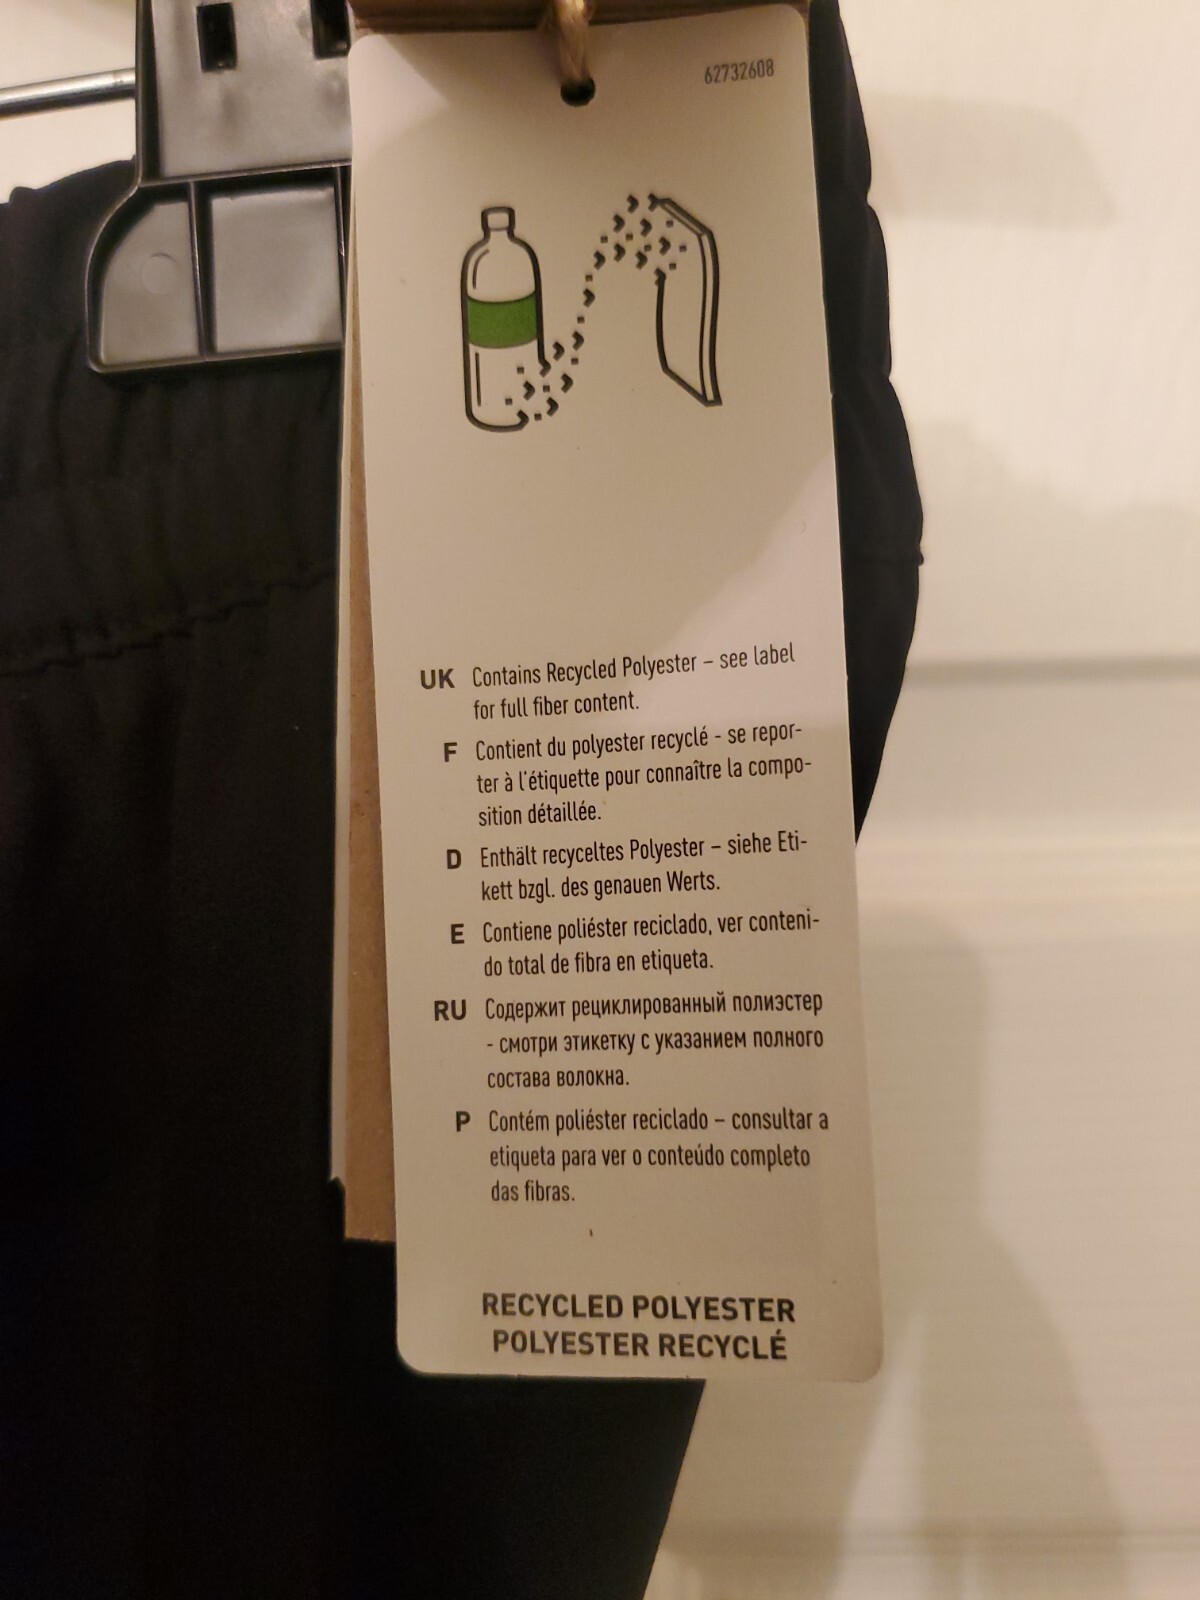 62732608
UK Contains Recycled Polyester – see label
for full fiber content.
F Contient du polyester recyclé - se repor-
ter à l'étiquette pour connaître la compo-
sition détaillée.
D Enthält recyceltes Polyester – siehe Eti-
kett bzgl. des genauen Werts.
E Contiene poliéster reciclado, ver conteni-
do total de fibra en etiqueta.
RU Содержит рециклированный полиэстер
- смотри этикетку с указанием полного
состава волокна.
P Contém poliéster reciclado – consultar a
etiqueta para ver o conteúdo completo
das fibras.
RECYCLED POLYESTER
POLYESTER RECYCLÉ